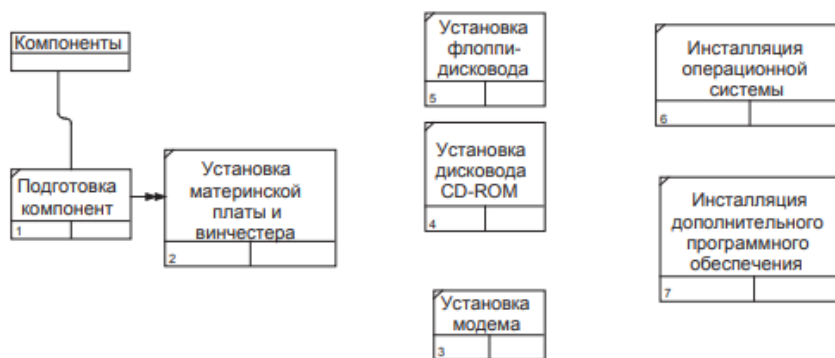 Компоненты
Подготовка
компонент
1
Установка
материнской
платы и
винчестера
2
Установка
флоппи-
дисковода
5
Установка
дисковода
CD-ROM
4
Установка
модема
3
Инсталляция
операционной
системы
6
Инсталляция
дополнительного
программного
обеспечения
7